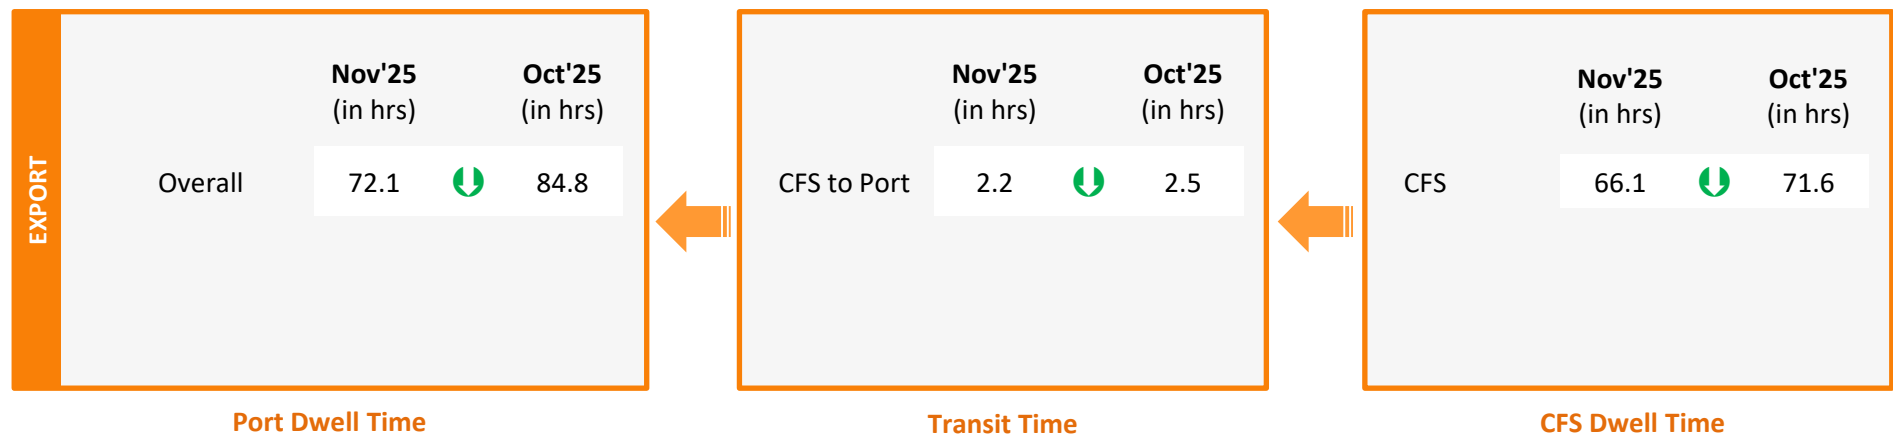 EXPORT
Nov'25 Oct'25
(in hrs) (in hrs)
Overall 72.1 84.8
Port Dwell Time
Nov'25 Oct'25
(in hrs) (in hrs)
CFS to Port 2.2 2.5
Transit Time
Nov'25 Oct'25
(in hrs) (in hrs)
CFS 66.1 71.6
CFS Dwell Time